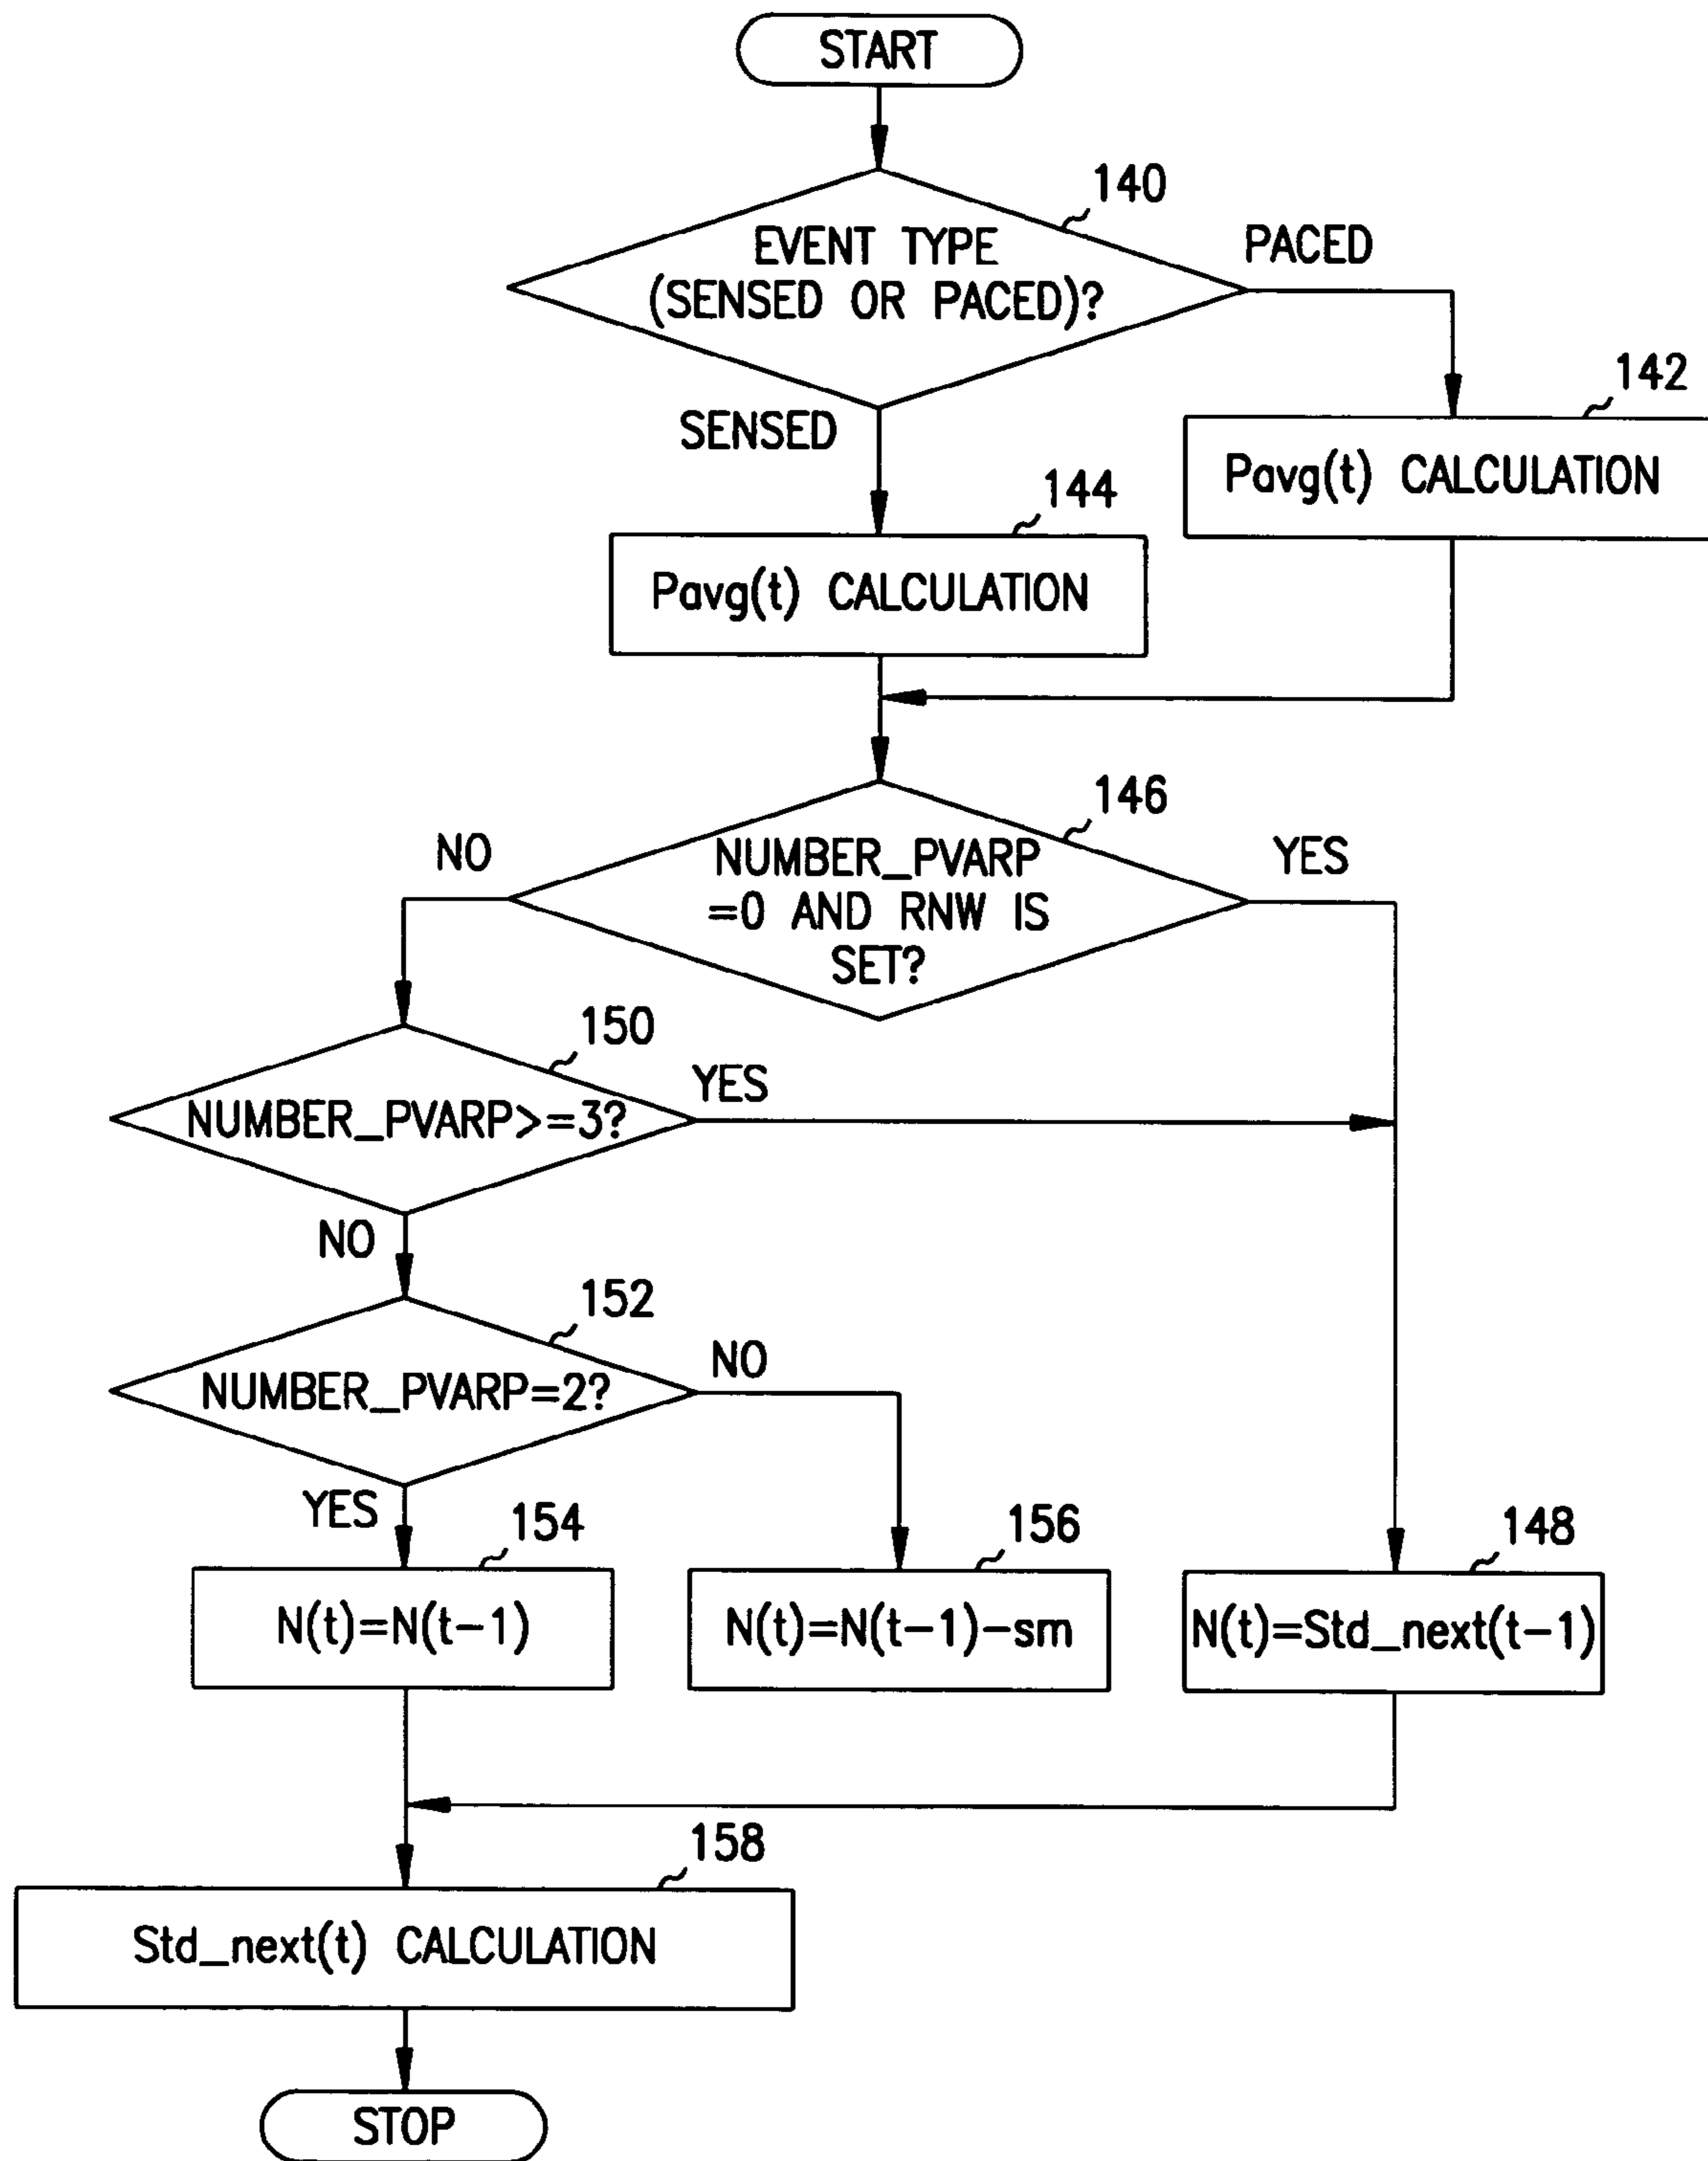 START
140
EVENT TYPE
(SENSED OR PACED)?
PACED
SENSED
142
Pavg(t) CALCULATION
144
Pavg(t) CALCULATION
146
NUMBER_PVARP
=0 AND RNW IS
SET?
NO
YES
150
NUMBER_PVARP>=3?
YES
NO
152
NUMBER_PVARP=2?
NO
YES
154
N(t)=N(t-1)
156
N(t)=N(t-1)-sm
148
N(t)=Std_next(t-1)
158
Std_next(t) CALCULATION
STOP